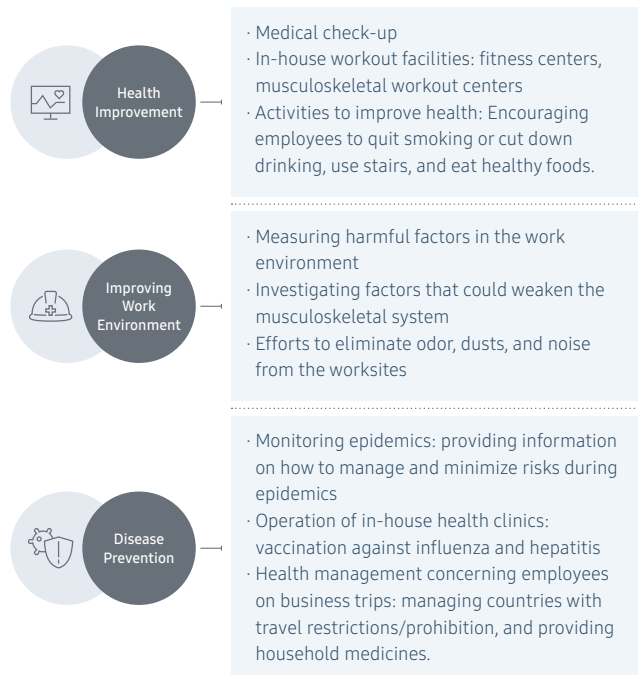 Health
Improvement
· Medical check-up
· In-house workout facilities: fitness centers,
musculoskeletal workout centers
· Activities to improve health: Encouraging
employees to quit smoking or cut down
drinking, use stairs, and eat healthy foods.
Improving
Work
Environment
· Measuring harmful factors in the work
environment
· Investigating factors that could weaken the
musculoskeletal system
· Efforts to eliminate odor, dusts, and noise
from the worksites
Disease
Prevention
· Monitoring epidemics: providing information
on how to manage and minimize risks during
epidemics
· Operation of in-house health clinics:
vaccination against influenza and hepatitis
· Health management concerning employees
on business trips: managing countries with
travel restrictions/prohibition, and providing
household medicines.